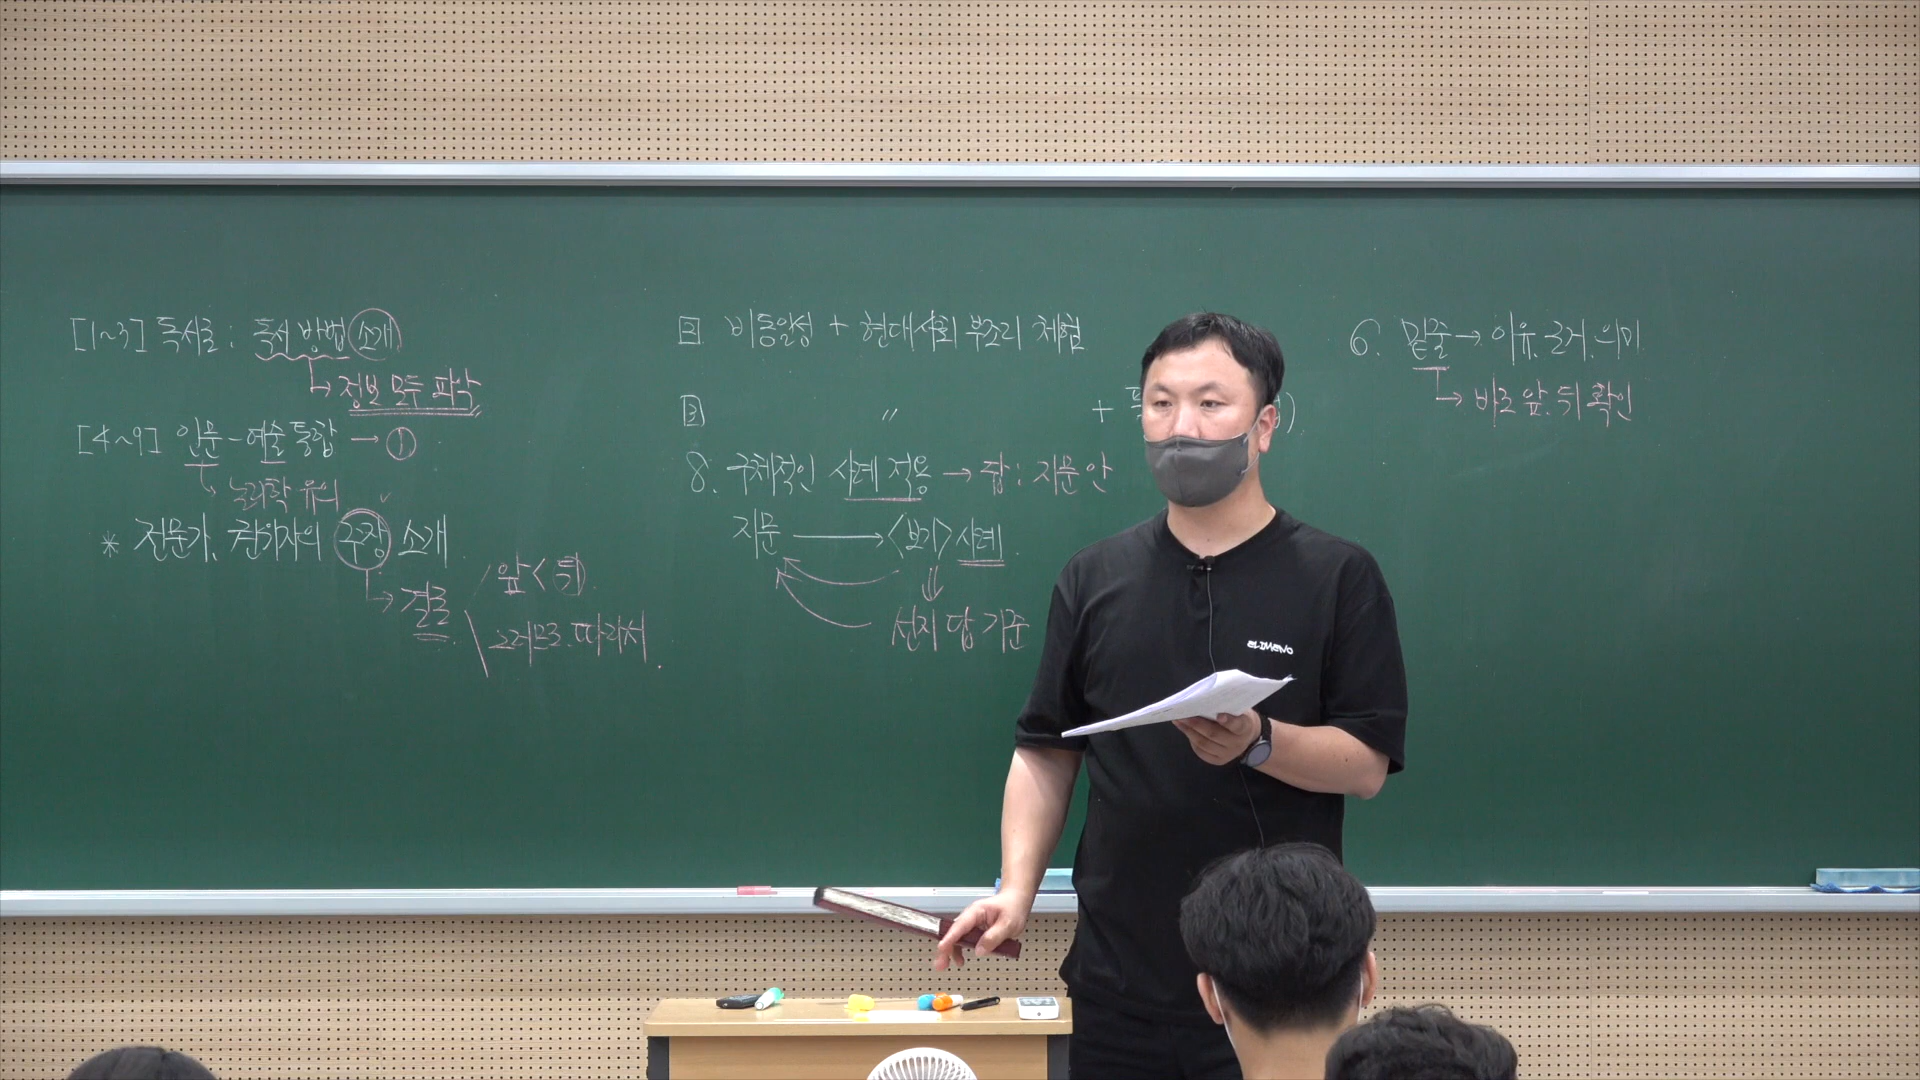 [1~3] 독서론 : 독서 방법 소개
↳ 정보 모두 파악
[4~9] 인문-예술 통합 → ①
↳ 논리학 유의
* 전문가, 권위자의 주장 소개
↳ 결론
앞 < 뒤
그러므로. 따라서
비동일성 + 현대사회 부조리 체험
〃 +
8. 구체적인 사례 적용 → 답 : 지문 안
지문 → <보기> 사례
선지 답 기준
6. 밑줄 → 이유. 근거. 의미
↳ 바로 앞. 뒤 확인
ELIMENO